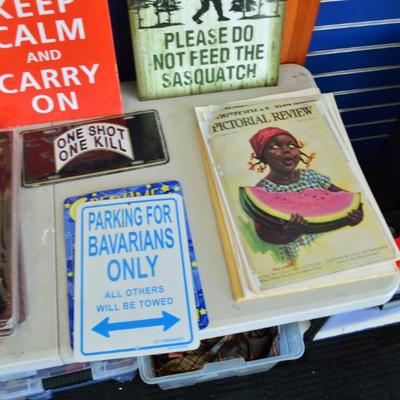 KEEP
CALM
AND
CARRY
ON
PLEASE DO
NOT FEED THE
SASQUATCH!
ONE SHOT
ONE KILL
PICTORIAL REVIEW
PARKING FOR
BAVARIANS
ONLY
ALL OTHERS
WILL BE TOWED